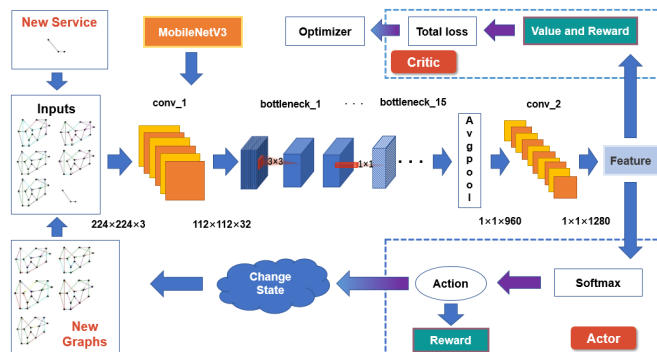 New Service
MobileNetV3
Optimizer
Total loss
Value and Reward
Critic
Inputs
conv_1
bottleneck_1
· · ·
bottleneck_15
conv_2
3×3
1×1
· · ·
Avgpool
Feature
224×224×3
112×112×32
1×1×960
1×1×1280
New
Graphs
Change
State
Action
Softmax
Reward
Actor